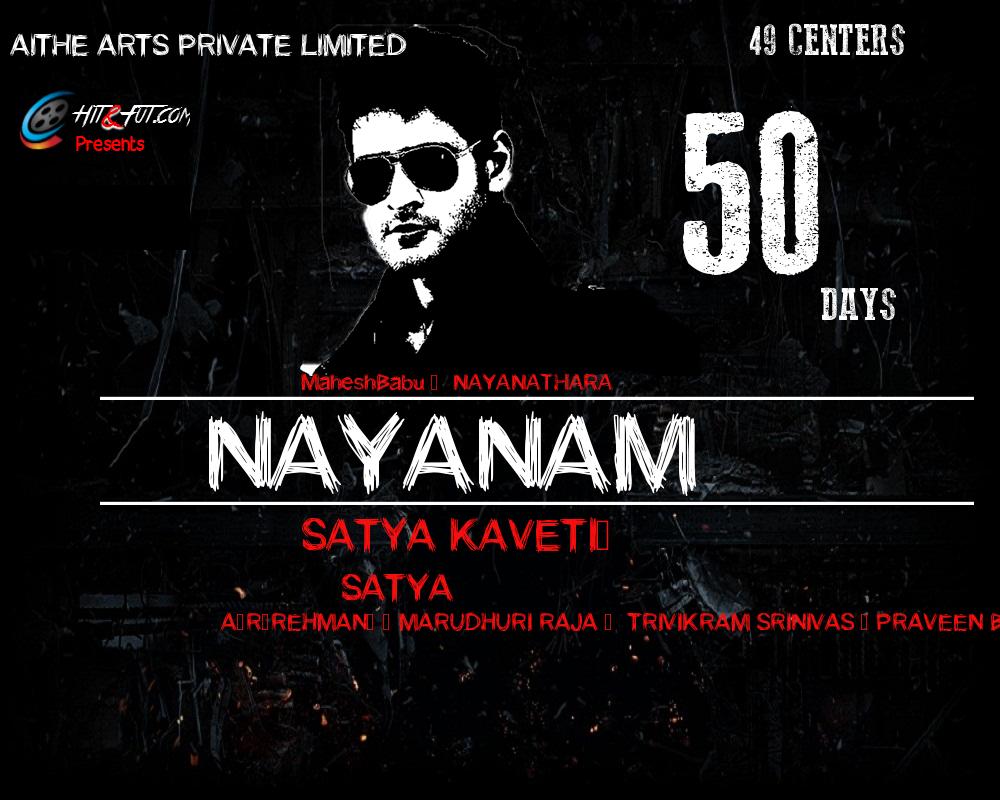 AITHE ARTS PRIVATE LIMITED
49 CENTERS
HIT&FUT.COM
Presents
50
DAYS
MaheshBabu NAYANATHARA
NAYANAM
SATYA KAVETI
SATYA
A R REHMAN MARUDHURI RAJA TRIVIKRAM SRINIVAS PRAVEEN